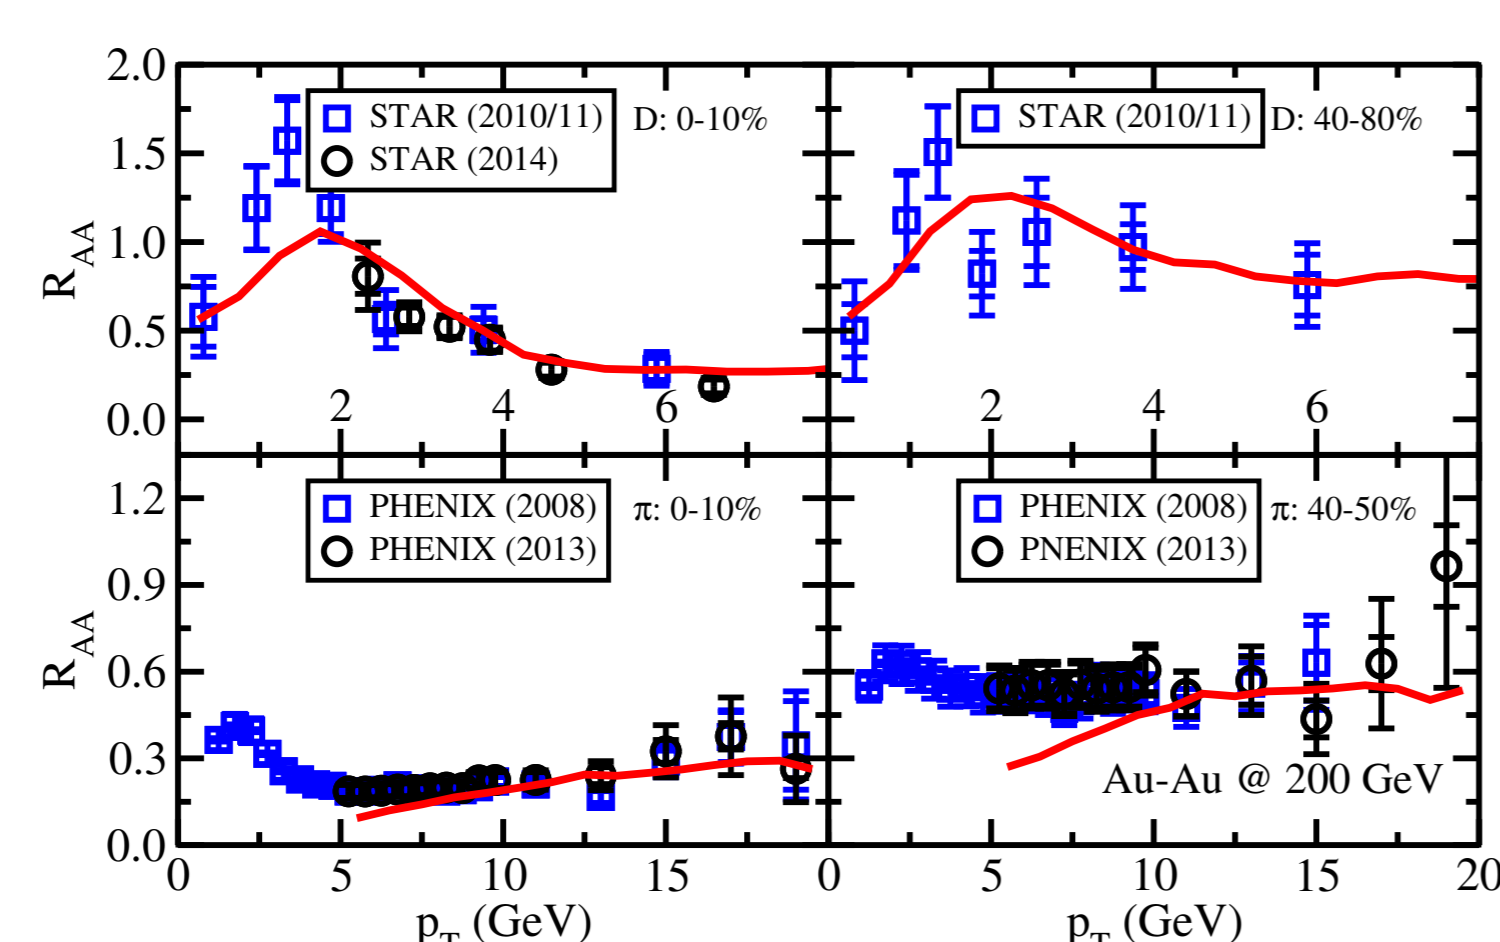 2.0
1.5
1.0
0.5
0.0
R_AA
STAR (2010/11)
STAR (2014)
D: 0-10%
2 4 6
STAR (2010/11)
D: 40-80%
2 4 6
1.2
0.9
0.6
0.3
0.0
R_AA
PHENIX (2008)
PHENIX (2013)
π: 0-10%
PHENIX (2008)
PNENIX (2013)
π: 40-50%
Au-Au @ 200 GeV
0 5 10 15 0 5 10 15 20
p_T (GeV) p_T (GeV)